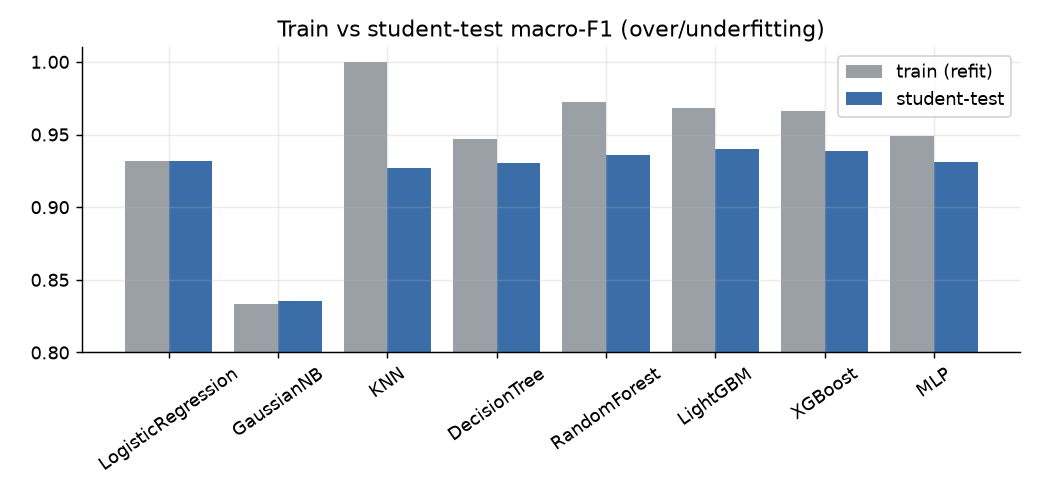 Train vs student-test macro-F1 (over/underfitting)
train (refit)
student-test
1.00
0.95
0.90
0.85
0.80
LogisticRegression
GaussianNB
KNN
DecisionTree
RandomForest
LightGBM
XGBoost
MLP